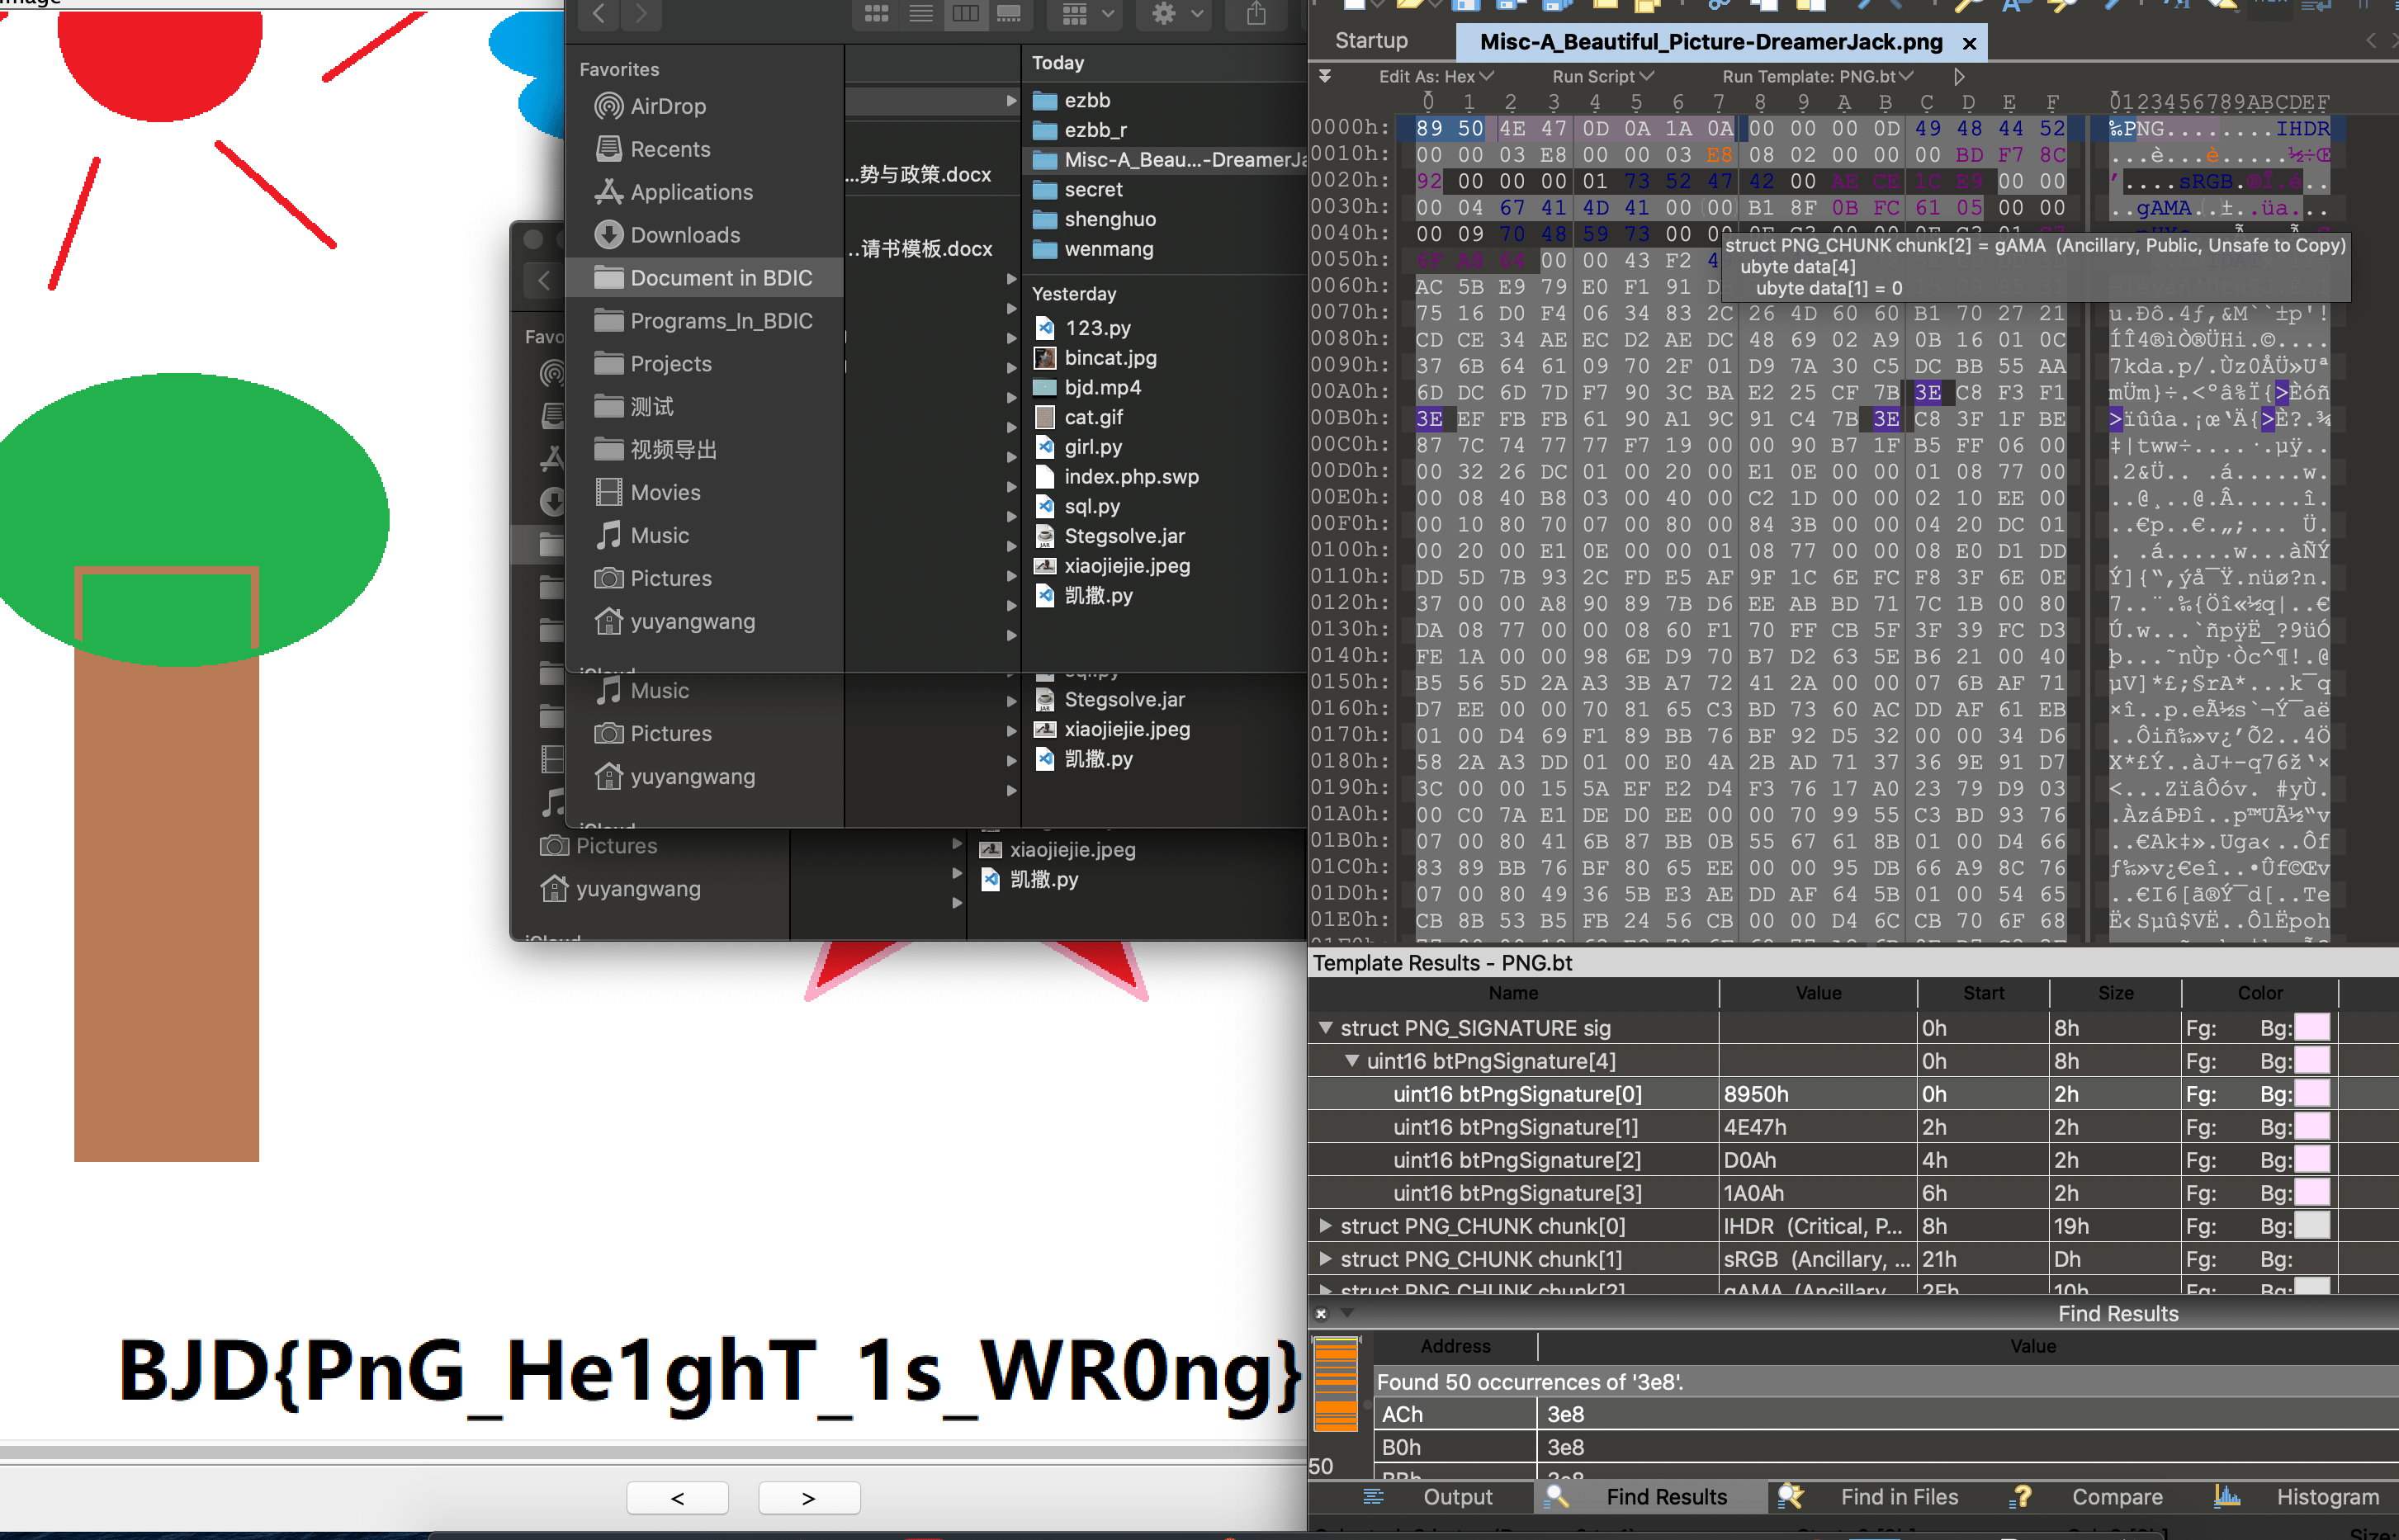 Favorites
AirDrop
Recents
Applications
Downloads
Document in BDIC
Programs_In_BDIC
Projects
测试
视频导出
Movies
Music
Pictures
yuyangwang
Music
Pictures
yuyangwang
Pictures
yuyangwang
Favo
...势与政策.docx
..请书模板.docx
Today
ezbb
ezbb_r
Misc-A_Beau...-DreamerJa
secret
shenghuo
wenmang
Yesterday
123.py
bincat.jpg
bjd.mp4
cat.gif
girl.py
index.php.swp
sql.py
Stegsolve.jar
xiaojiejie.jpeg
凯撒.py
Stegsolve.jar
xiaojiejie.jpeg
凯撒.py
xiaojiejie.jpeg
凯撒.py
BJD{PnG_He1ghT_1s_WR0ng}
< >
Startup Misc-A_Beautiful_Picture-DreamerJack.png ×
Edit As: Hex Run Script Run Template: PNG.bt
0 1 2 3 4 5 6 7 8 9 A B C D E F 0123456789ABCDEF
0000h: 89 50 4E 47 0D 0A 1A 0A 00 00 00 0D 49 48 44 52 ‰PNG........IHDR
0010h: 00 00 03 E8 00 00 03 E8 08 02 00 00 00 BD F7 8C ...è...è.....½÷Œ
0020h: 92 00 00 00 01 73 52 47 42 00 AE CE 1C E9 00 00 ’....sRGB.®Î.é..
0030h: 00 04 67 41 4D 41 00 00 B1 8F 0B FC 61 05 00 00 ..gAMA..±..üa...
0040h: 00 09 70 48 59 73 00 00
0050h: 6F A8 64 00 00 43 F2
0060h: AC 5B E9 79 E0 F1 91
0070h: 75 16 D0 F4 06 34 83 2C 26 4D 60 60 B1 70 27 21 u.Ðô.4ƒ,&M``±p'!
0080h: CD CE 34 AE EC D2 AE DC 48 69 02 A9 0B 16 01 0C ÍÎ4®ìÒ®ÜHi.©....
0090h: 37 6B 64 61 09 70 2F 01 D9 7A 30 C5 DC BB 55 AA 7kda.p/.Ùz0ÅÜ»Uª
00A0h: 6D DC 6D 7D F7 90 3C BA E2 25 CF 7B 3E C8 F3 F1 mÜm}÷.<ºâ%Ï{>Èóñ
00B0h: 3E EF FB FB 61 90 A1 9C 91 C4 7B 3E C8 3F 1F BE >ïûûa.¡œ‘Ä{>È?.¾
00C0h: 87 7C 74 77 77 F7 19 00 00 90 B7 1F B5 FF 06 00 ‡|tww÷....·.µÿ..
00D0h: 00 32 26 DC 01 00 20 00 E1 0E 00 00 01 08 77 00 .2&Ü.. .á.....w.
00E0h: 00 08 40 B8 03 00 40 00 C2 1D 00 00 02 10 EE 00 ..@¸..@.Â.....î.
00F0h: 00 10 80 70 07 00 80 00 84 3B 00 00 04 20 DC 01 ..€p..€.„;... Ü.
0100h: 00 20 00 E1 0E 00 00 01 08 77 00 00 08 E0 D1 DD . .á.....w...àÑÝ
0110h: DD 5D 7B 93 2C FD E5 AF 9F 1C 6E FC F8 3F 6E 0E Ý]{“,ýå¯Ÿ.nüø?n.
0120h: 37 00 00 A8 90 89 7B D6 EE AB BD 71 7C 1B 00 80 7..¨.‰{Öî«½q|..€
0130h: DA 08 77 00 00 08 60 F1 70 FF CB 5F 3F 39 FC D3 Ú.w...`ñpÿË_?9üÓ
0140h: FE 1A 00 00 98 6E D9 70 B7 D2 63 5E B6 21 00 40 þ...˜nÙp·Òc^¶!.@
0150h: B5 56 5D 2A A3 3B A7 72 41 2A 00 00 07 6B AF 71 µV]*£;§rA*...k¯q
0160h: D7 EE 00 00 70 81 65 C3 BD 73 60 AC DD AF 61 EB ×î..p.eÃ½s`¬Ý¯aë
0170h: 01 00 D4 69 F1 89 BB 76 BF 92 D5 32 00 00 34 D6 ..Ôiñ‰»v¿’Õ2..4Ö
0180h: 58 2A A3 DD 01 00 E0 4A 2B AD 71 37 36 9E 91 D7 X*£Ý..àJ+-q76ž‘×
0190h: 3C 00 00 15 5A EF E2 D4 F3 76 17 A0 23 79 D9 03 <...ZïâÔóv. #yÙ.
01A0h: 00 C0 7A E1 DE D0 EE 00 00 70 99 55 C3 BD 93 76 .ÀzáÞÐî..p™UÃ½“v
01B0h: 07 00 80 41 6B 87 BB 0B 55 67 61 8B 01 00 D4 66 ..€Ak‡».Uga‹..Ôf
01C0h: 83 89 BB 76 BF 80 65 EE 00 00 95 DB 66 A9 8C 76 ƒ‰»v¿€eî..•Ûf©Œv
01D0h: 07 00 80 49 36 5B E3 AE DD AF 64 5B 01 00 54 65 ..€I6[ã®Ý¯d[..Te
01E0h: CB 8B 53 B5 FB 24 56 CB 00 00 D4 6C CB 70 6F 68 Ë‹Sµû$VË..ÔlËpoh
struct PNG_CHUNK chunk[2] = gAMA (Ancillary, Public, Unsafe to Copy)
ubyte data[4]
ubyte data[1] = 0
Template Results - PNG.bt
Name Value Start Size Color
struct PNG_SIGNATURE sig 0h 8h Fg: Bg:
uint16 btPngSignature[4] 0h 8h Fg: Bg:
uint16 btPngSignature[0] 8950h 0h 2h Fg: Bg:
uint16 btPngSignature[1] 4E47h 2h 2h Fg: Bg:
uint16 btPngSignature[2] D0Ah 4h 2h Fg: Bg:
uint16 btPngSignature[3] 1A0Ah 6h 2h Fg: Bg:
struct PNG_CHUNK chunk[0] IHDR (Critical, P... 8h 19h Fg: Bg:
struct PNG_CHUNK chunk[1] sRGB (Ancillary, ... 21h Dh Fg: Bg:
struct PNG_CHUNK chunk[2] gAMA (Ancillary 2Eh 10h Fg: Bg:
Find Results
Address Value
Found 50 occurrences of '3e8'.
ACh 3e8
B0h 3e8
BBh 3e8
50
Output Find Results Find in Files Compare Histogram